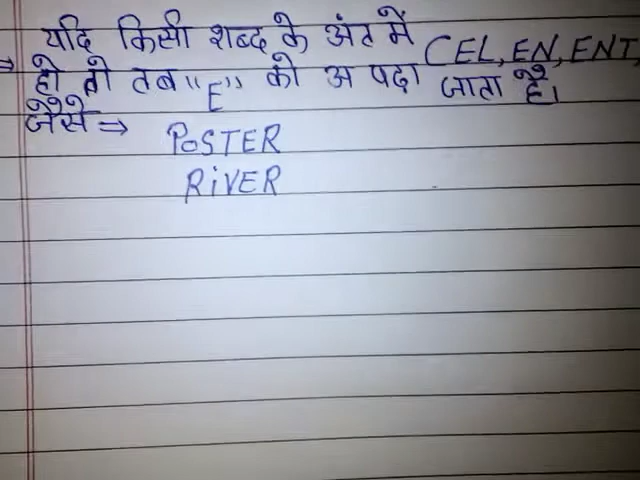 यदि किसी शब्द के अंत में CEL, EN, ENT,
⇒ हो तो तब "E" को अ पढ़ा जाता है।
जैसे ⇒ POSTER
RiVER